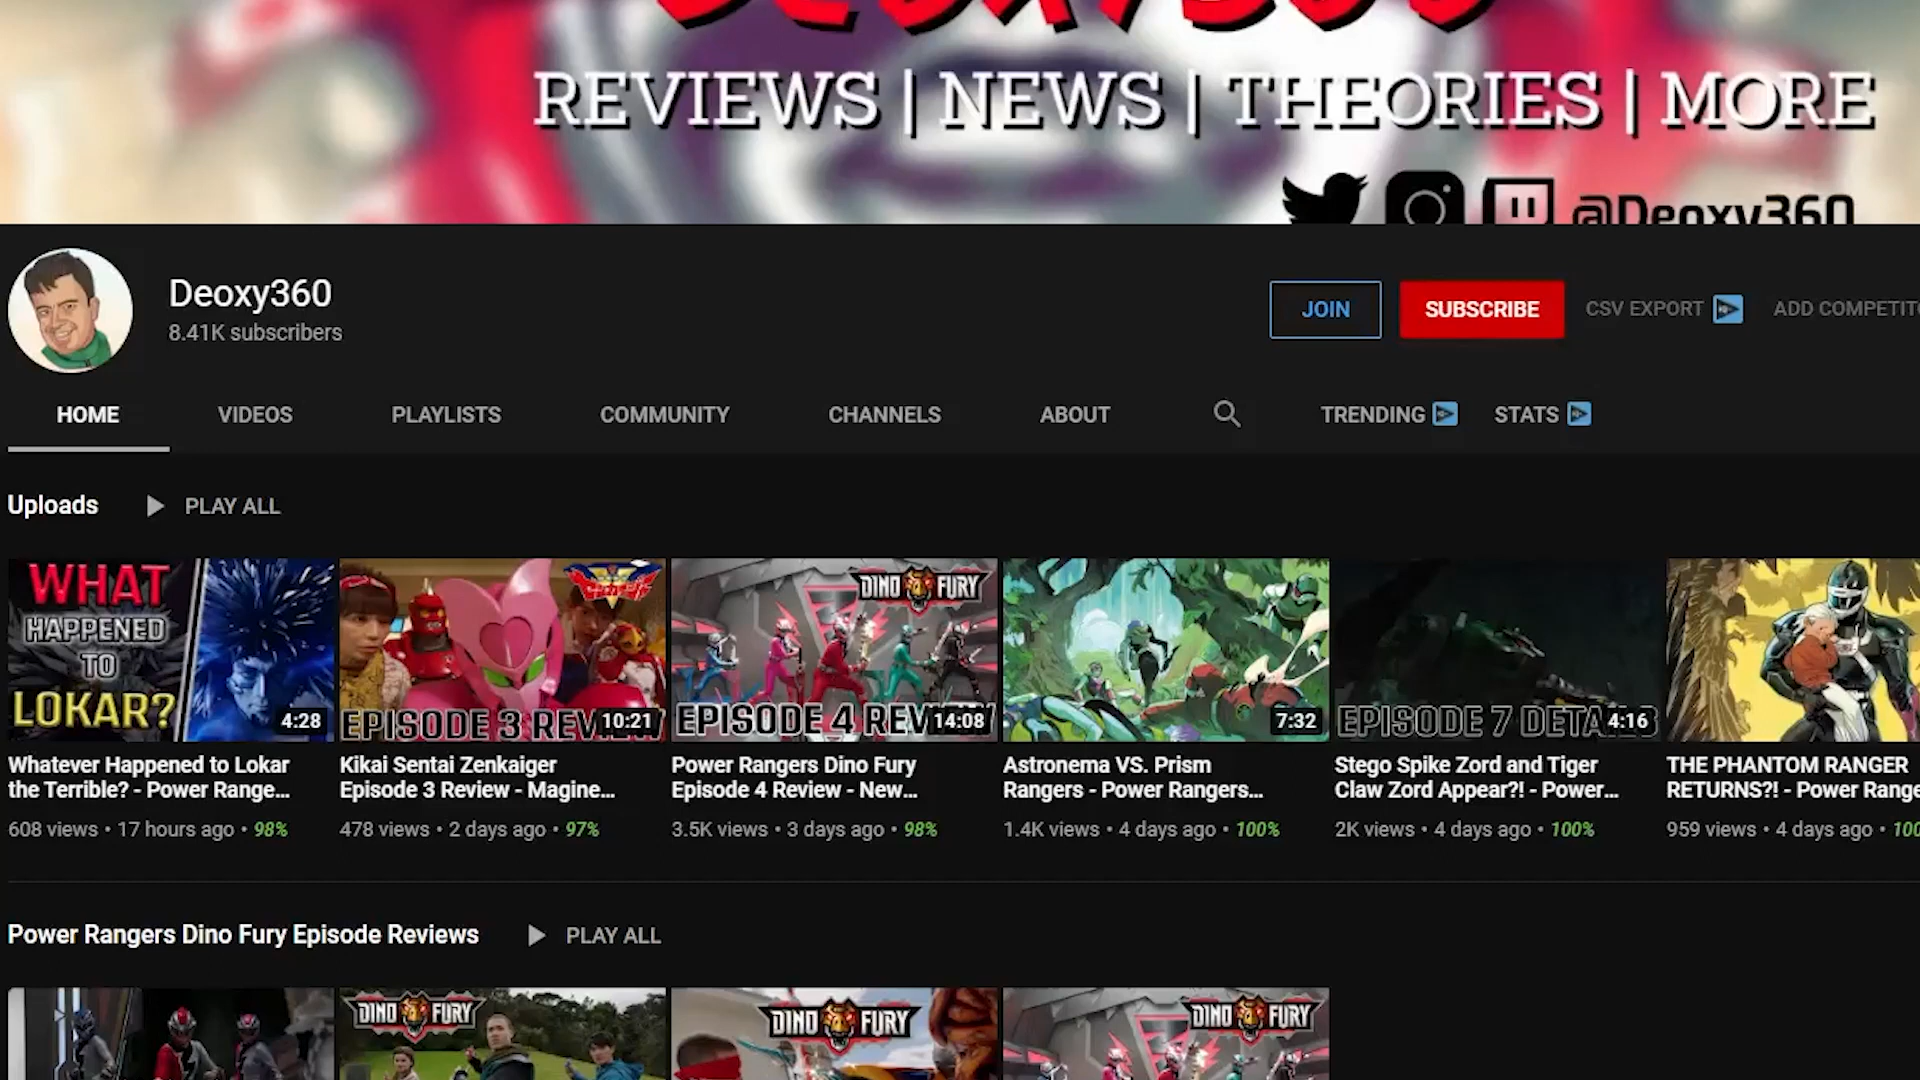 REVIEWS | NEWS | THEORIES | MORE
@Deoxy360
Deoxy360
8.41K subscribers
JOIN
SUBSCRIBE
CSV EXPORT
ADD
HOME
VIDEOS
PLAYLISTS
COMMUNITY
CHANNELS
ABOUT
TRENDING
STATS
Uploads
PLAY ALL
WHAT
HAPPENED
TO
LOKAR?
4:28
EPISODE 3
10:21
DINO FURY
EPISODE 4
14:08
7:32
EPISODE 7
4:16
Whatever Happened to Lokar
the Terrible? - Power Range...
608 views • 17 hours ago • 98%
Kikai Sentai Zenkaiger
Episode 3 Review - Magine...
478 views • 2 days ago • 97%
Power Rangers Dino Fury
Episode 4 Review - New...
3.5K views • 3 days ago • 98%
Astronema VS. Prism
Rangers - Power Rangers...
1.4K views • 4 days ago • 100%
Stego Spike Zord and Tiger
Claw Zord Appear?! - Power...
2K views • 4 days ago • 100%
THE PHANTOM RANGER
RETURNS?! - Power Range
959 views • 4 days ago • 100
Power Rangers Dino Fury Episode Reviews
PLAY ALL
DINO FURY
DINO FURY
DINO FURY